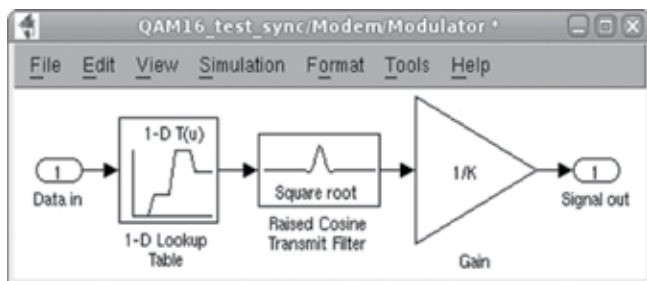 QAM16_test_sync/Modem/Modulator *
File Edit View Simulation Format Tools Help
1
Data in
1-D T(u)
1-D Lookup
Table
Square root
Raised Cosine
Transmit Filter
1/K
Gain
1
Signal out